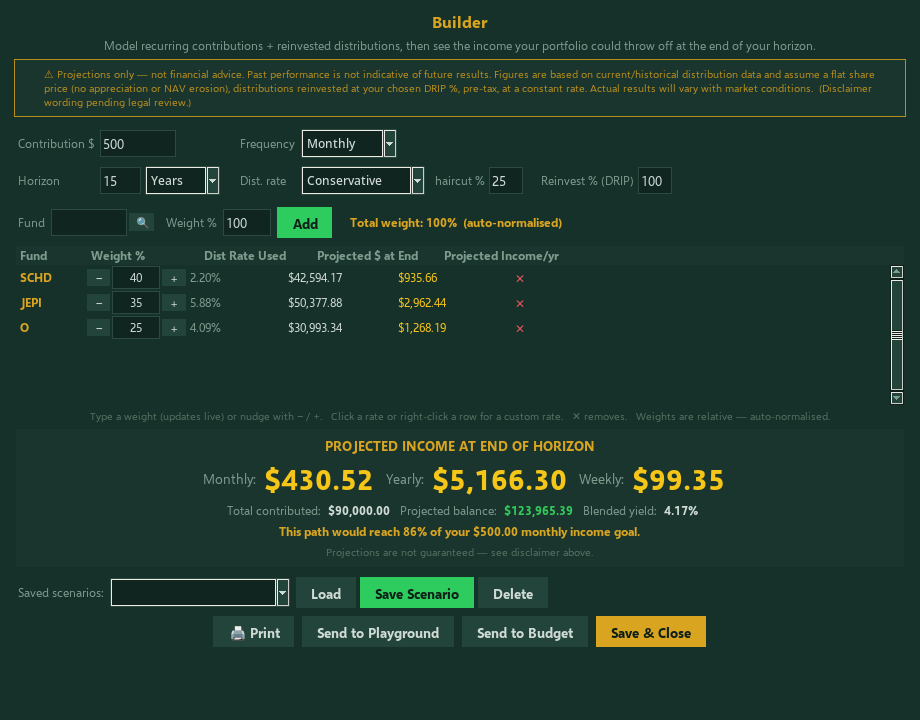 Builder
Model recurring contributions + reinvested distributions, then see the income your portfolio could throw off at the end of your horizon.
⚠ Projections only — not financial advice. Past performance is not indicative of future results. Figures are based on current/historical distribution data and assume a flat share
price (no appreciation or NAV erosion), distributions reinvested at your chosen DRIP %, pre-tax, at a constant rate. Actual results will vary with market conditions.  (Disclaimer
wording pending legal review.)
Contribution $ 500 Frequency Monthly
Horizon 15 Years Dist. rate Conservative haircut % 25 Reinvest % (DRIP) 100
Fund 🔍 Weight % 100 Add Total weight: 100%  (auto-normalised)
Fund Weight % Dist Rate Used Projected $ at End Projected Income/yr
SCHD − 40 + 2.20% $42,594.17 $935.66 ✕
JEPI − 35 + 5.88% $50,377.88 $2,962.44 ✕
O − 25 + 4.09% $30,993.34 $1,268.19 ✕
Type a weight (updates live) or nudge with − / +.   Click a rate or right-click a row for a custom rate.   ✕ removes.   Weights are relative — auto-normalised.
PROJECTED INCOME AT END OF HORIZON
Monthly: $430.52 Yearly: $5,166.30 Weekly: $99.35
Total contributed: $90,000.00 Projected balance: $123,965.39 Blended yield: 4.17%
This path would reach 86% of your $500.00 monthly income goal.
Projections are not guaranteed — see disclaimer above.
Saved scenarios: Load Save Scenario Delete
🖨️ Print Send to Playground Send to Budget Save & Close